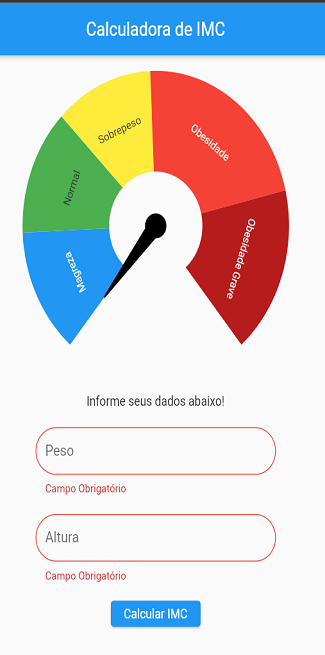 Calculadora de IMC
Sobrepeso
Obesidade
Normal
Magreza
Obesidade Grave
Informe seus dados abaixo!
Peso
Campo Obrigatório
Altura
Campo Obrigatório
Calcular IMC